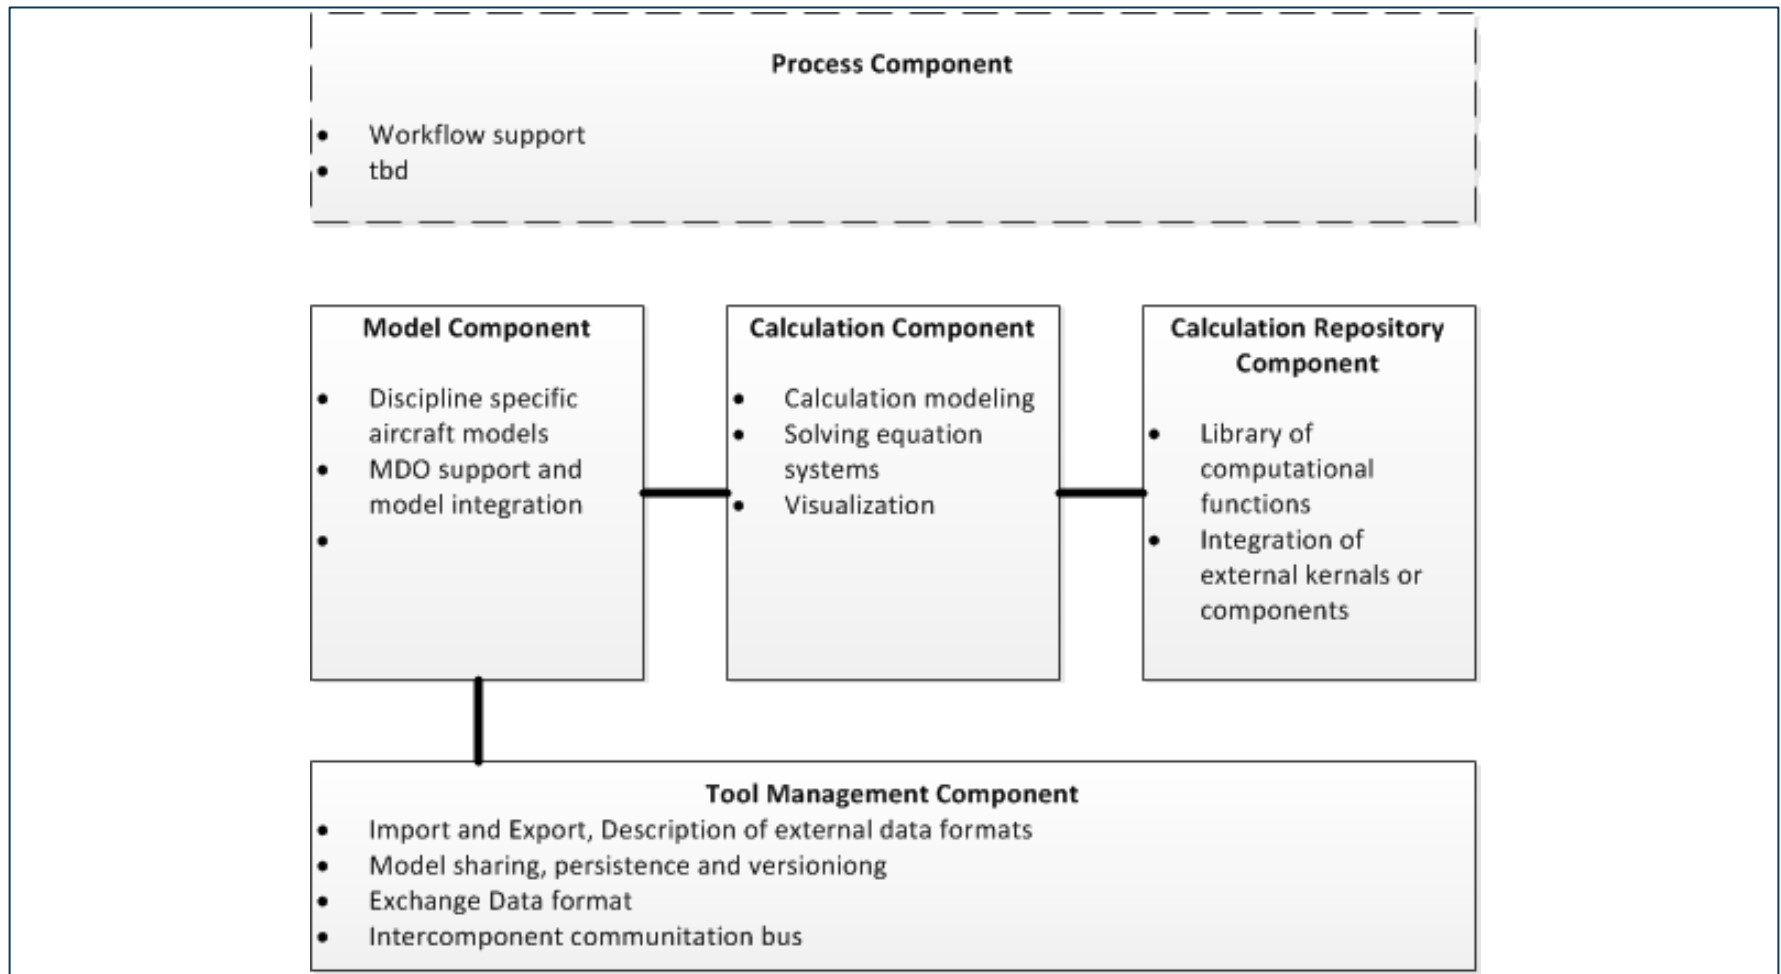 Process Component
• Workflow support
• tbd
Model Component
• Discipline specific
aircraft models
• MDO support and
model integration
•
Calculation Component
• Calculation modeling
• Solving equation
systems
• Visualization
Calculation Repository
Component
• Library of
computational
functions
• Integration of
external kernals or
components
Tool Management Component
• Import and Export, Description of external data formats
• Model sharing, persistence and versioniong
• Exchange Data format
• Intercomponent communitation bus